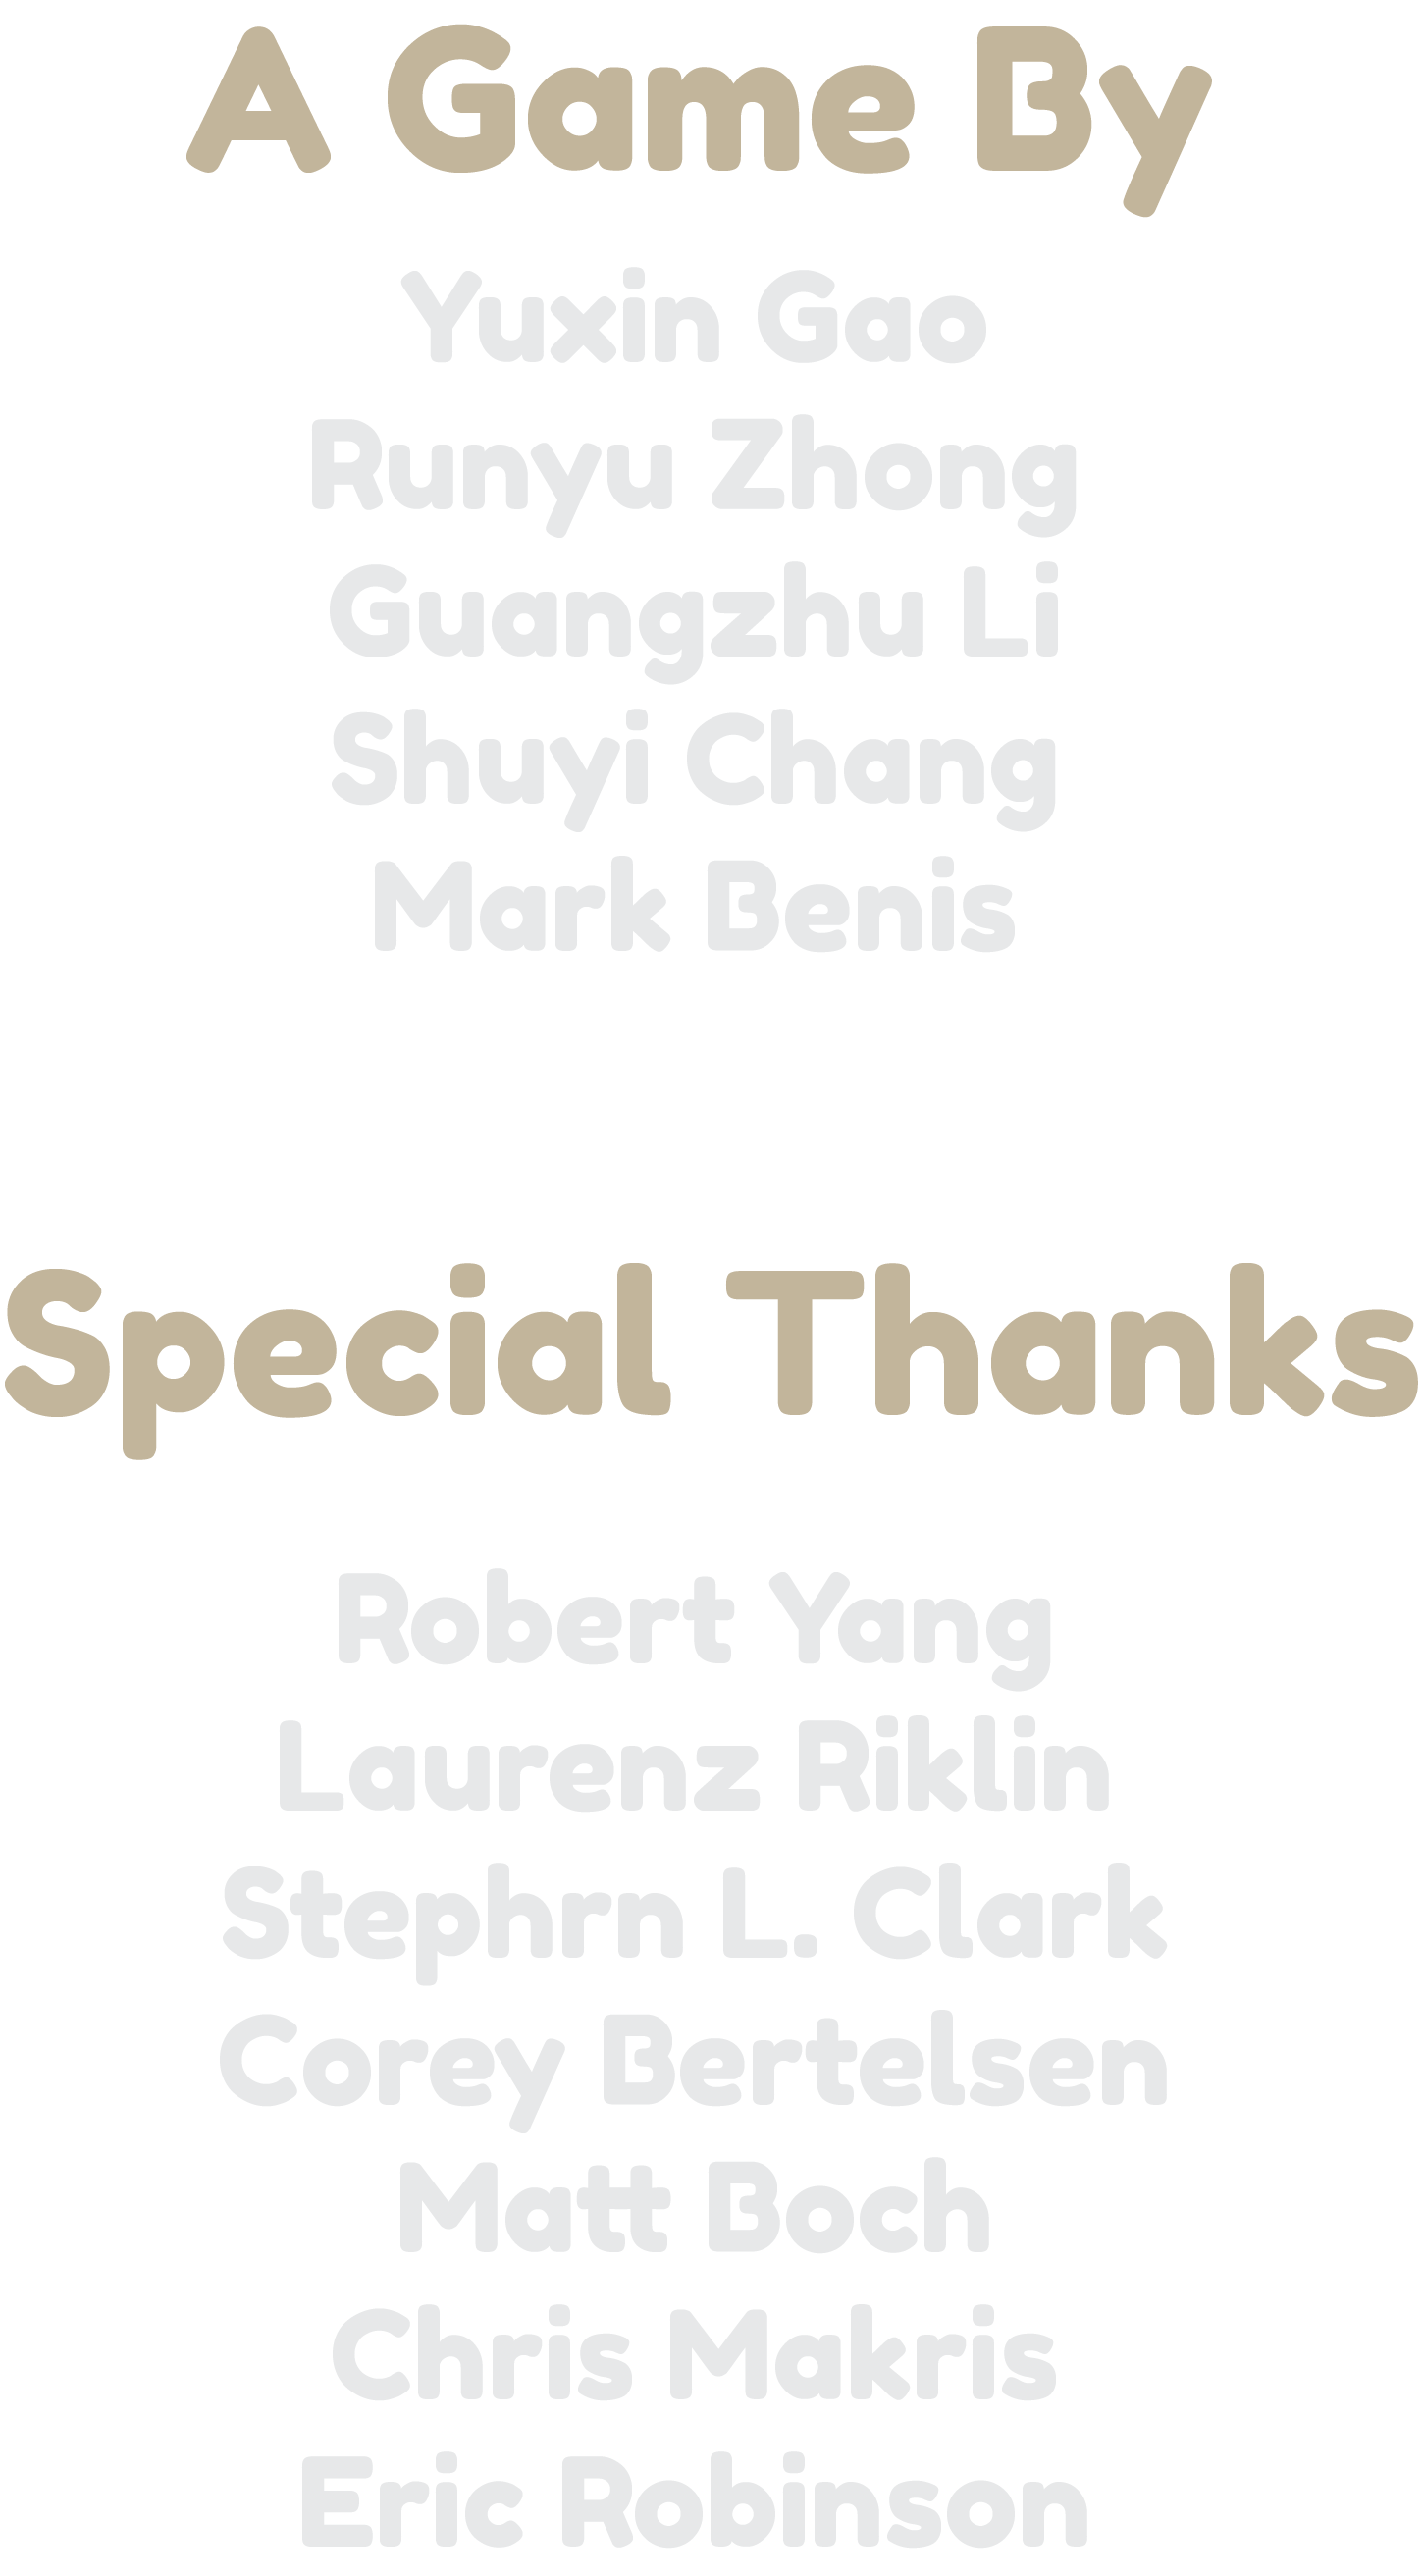 A Game By
Yuxin Gao
Runyu Zhong
Guangzhu Li
Shuyi Chang
Mark Benis
Special Thanks
Robert Yang
Laurenz Riklin
Stephrn L. Clark
Corey Bertelsen
Matt Boch
Chris Makris
Eric Robinson